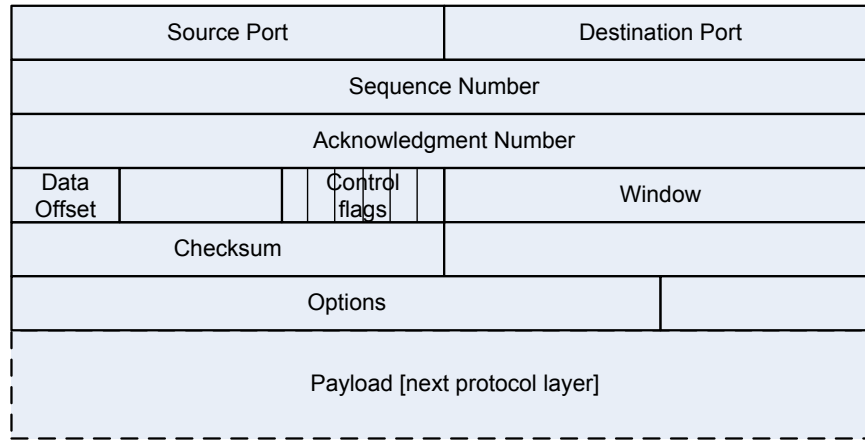 Source Port
Destination Port
Sequence Number
Acknowledgment Number
Data
Offset
Control
flags
Window
Checksum
Options
Payload [next protocol layer]